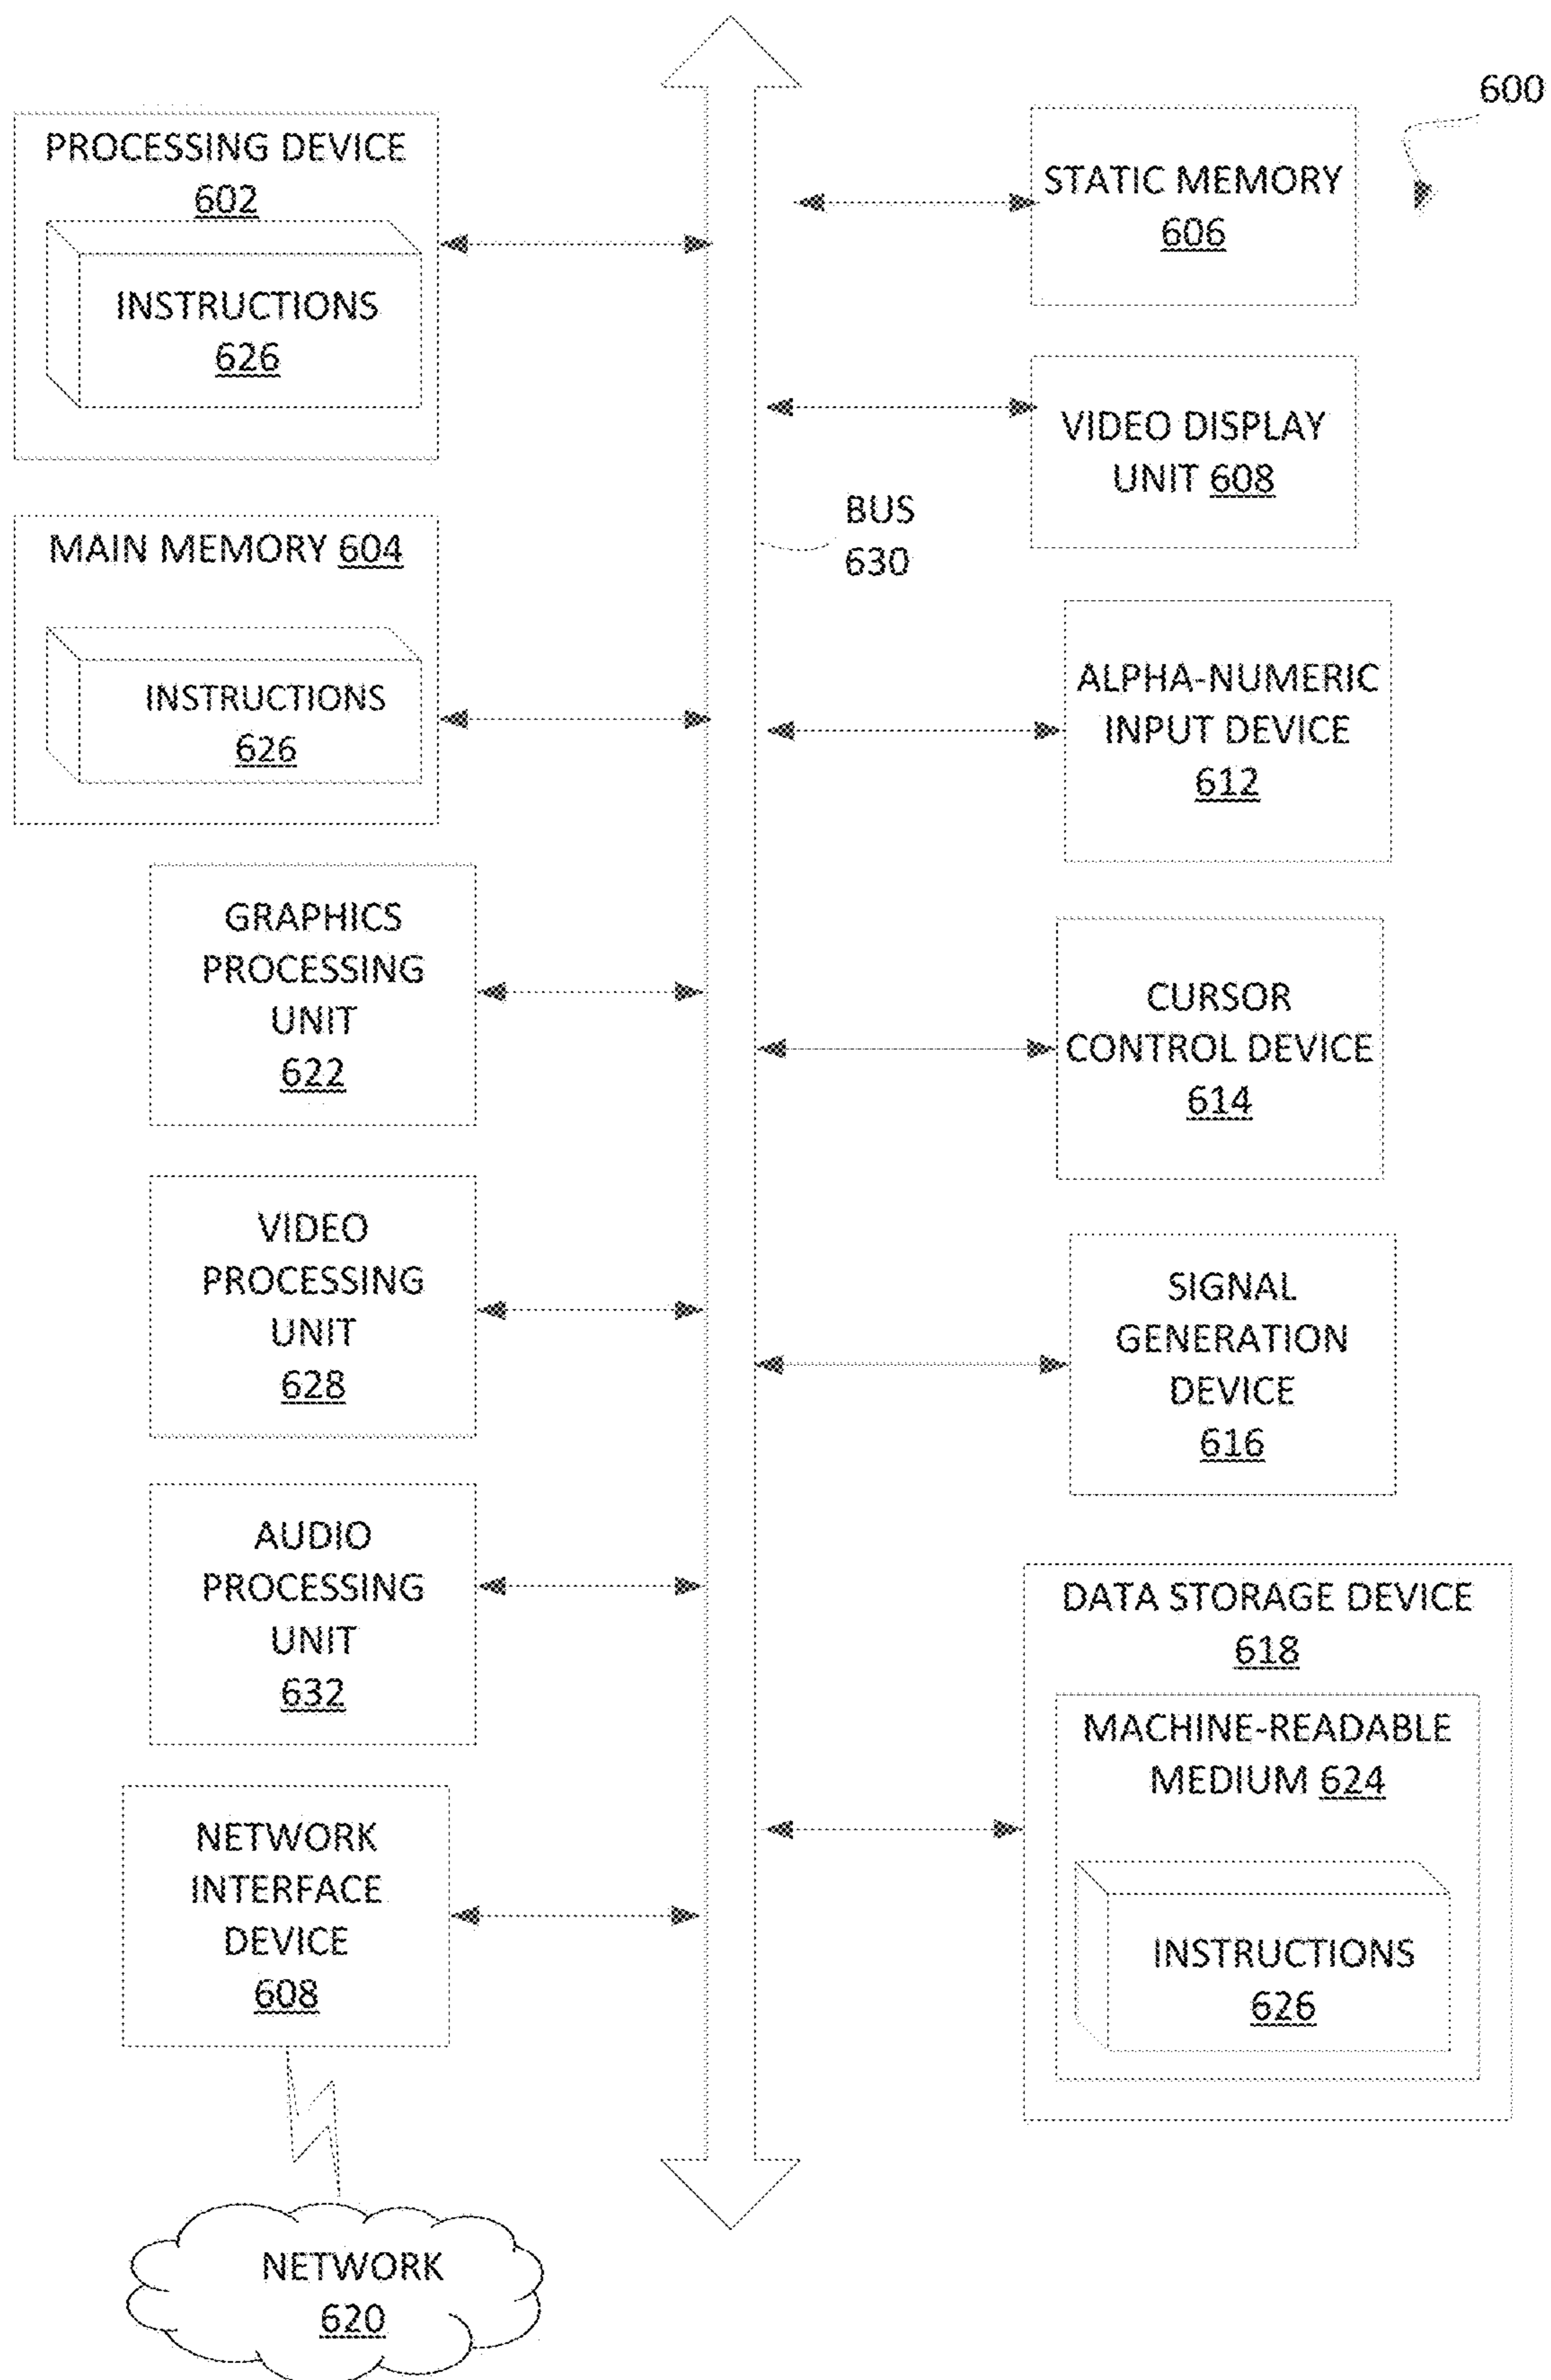 600
PROCESSING DEVICE
602
INSTRUCTIONS
626
STATIC MEMORY
606
VIDEO DISPLAY
UNIT 608
BUS
630
MAIN MEMORY 604
INSTRUCTIONS
626
ALPHA-NUMERIC
INPUT DEVICE
612
GRAPHICS
PROCESSING
UNIT
622
CURSOR
CONTROL DEVICE
614
VIDEO
PROCESSING
UNIT
628
SIGNAL
GENERATION
DEVICE
616
AUDIO
PROCESSING
UNIT
632
DATA STORAGE DEVICE
618
MACHINE-READABLE
MEDIUM 624
INSTRUCTIONS
626
NETWORK
INTERFACE
DEVICE
608
NETWORK
620